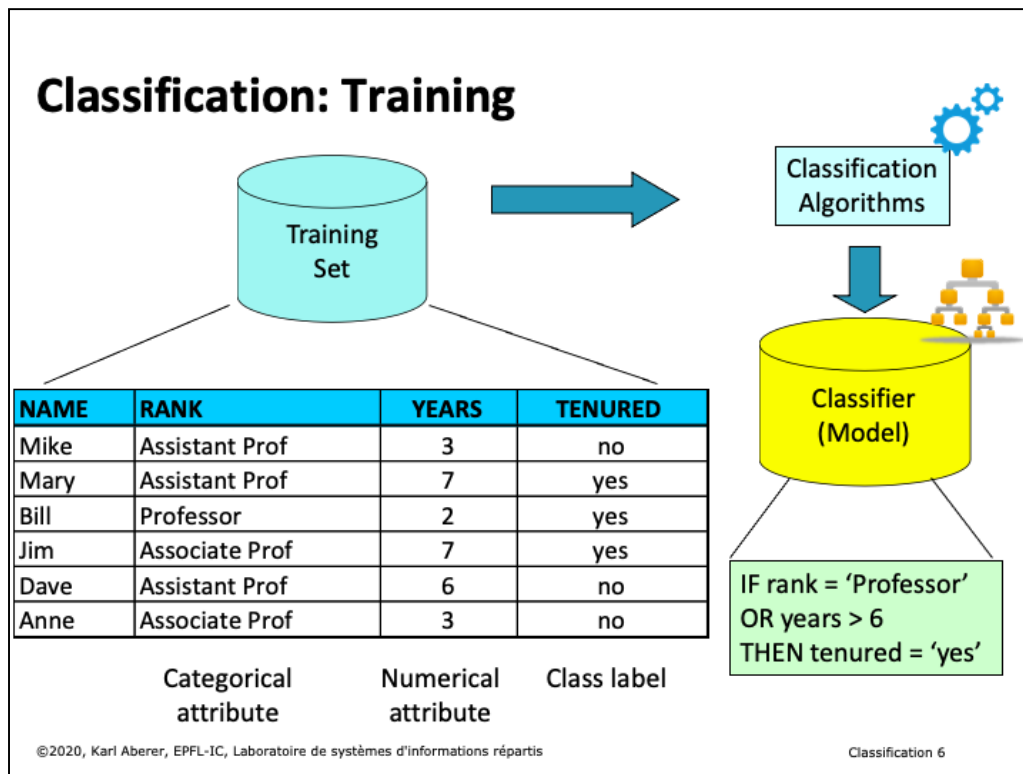 Classification: Training
Training
Set
Classification
Algorithms
Classifier
(Model)
NAME RANK YEARS TENURED
Mike Assistant Prof 3 no
Mary Assistant Prof 7 yes
Bill Professor 2 yes
Jim Associate Prof 7 yes
Dave Assistant Prof 6 no
Anne Associate Prof 3 no
IF rank = ‘Professor’
OR years > 6
THEN tenured = ‘yes’
Categorical
attribute
Numerical
attribute
Class label
©2020, Karl Aberer, EPFL-IC, Laboratoire de systèmes d'informations répartis
Classification 6